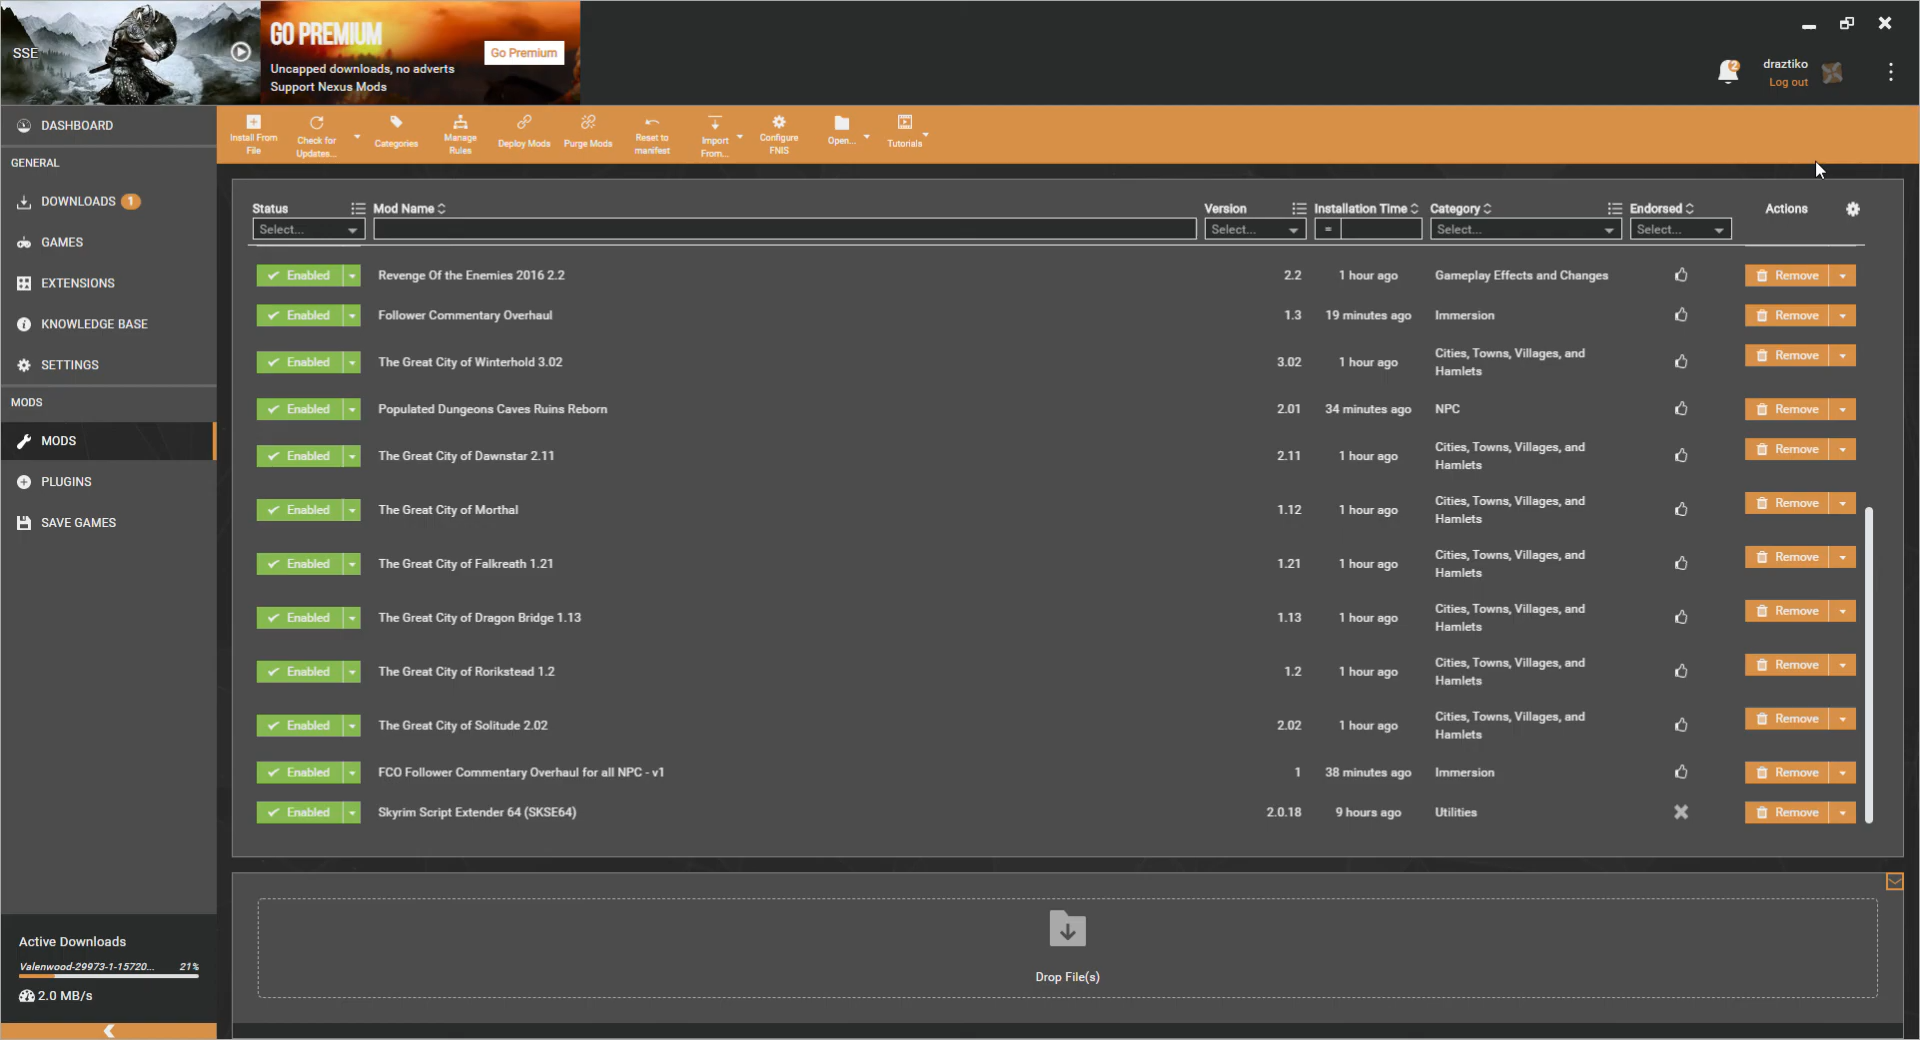 SSE
GO PREMIUM
Uncapped downloads, no adverts
Support Nexus Mods
Go Premium
2
draztiko
Log out
DASHBOARD
GENERAL
DOWNLOADS 1
GAMES
EXTENSIONS
KNOWLEDGE BASE
SETTINGS
MODS
MODS
PLUGINS
SAVE GAMES
Active Downloads
Valenwood-29973-1-15720... 21%
2.0 MB/s
Install From
File
Check for
Updates...
Categories
Manage
Rules
Deploy Mods
Purge Mods
Reset to
manifest
Import
From...
Configure
FNIS
Open...
Tutorials
Status Mod Name Version Installation Time Category Endorsed Actions
Select... Select... = Select... Select...
Enabled Revenge Of the Enemies 2016 2.2 2.2 1 hour ago Gameplay Effects and Changes Remove
Enabled Follower Commentary Overhaul 1.3 19 minutes ago Immersion Remove
Enabled The Great City of Winterhold 3.02 3.02 1 hour ago Cities, Towns, Villages, and Remove
Hamlets
Enabled Populated Dungeons Caves Ruins Reborn 2.01 34 minutes ago NPC Remove
Enabled The Great City of Dawnstar 2.11 2.11 1 hour ago Cities, Towns, Villages, and Remove
Hamlets
Enabled The Great City of Morthal 1.12 1 hour ago Cities, Towns, Villages, and Remove
Hamlets
Enabled The Great City of Falkreath 1.21 1.21 1 hour ago Cities, Towns, Villages, and Remove
Hamlets
Enabled The Great City of Dragon Bridge 1.13 1.13 1 hour ago Cities, Towns, Villages, and Remove
Hamlets
Enabled The Great City of Rorikstead 1.2 1.2 1 hour ago Cities, Towns, Villages, and Remove
Hamlets
Enabled The Great City of Solitude 2.02 2.02 1 hour ago Cities, Towns, Villages, and Remove
Hamlets
Enabled FCO Follower Commentary Overhaul for all NPC - v1 1 38 minutes ago Immersion Remove
Enabled Skyrim Script Extender 64 (SKSE64) 2.0.18 9 hours ago Utilities Remove
Drop File(s)